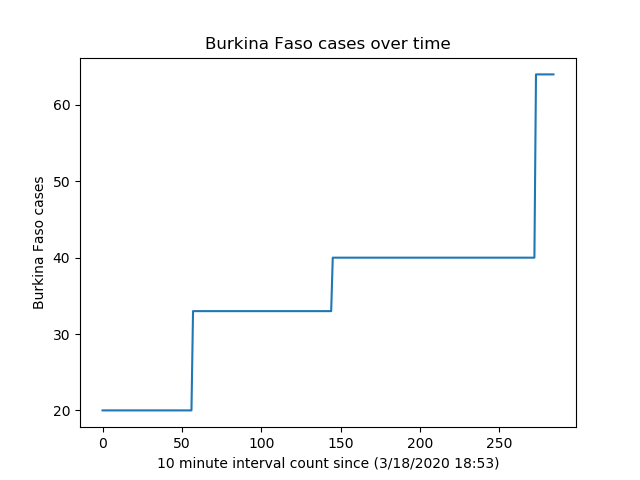 Burkina Faso cases over time
60
50
40
30
20
Burkina Faso cases
0 50 100 150 200 250
10 minute interval count since (3/18/2020 18:53)